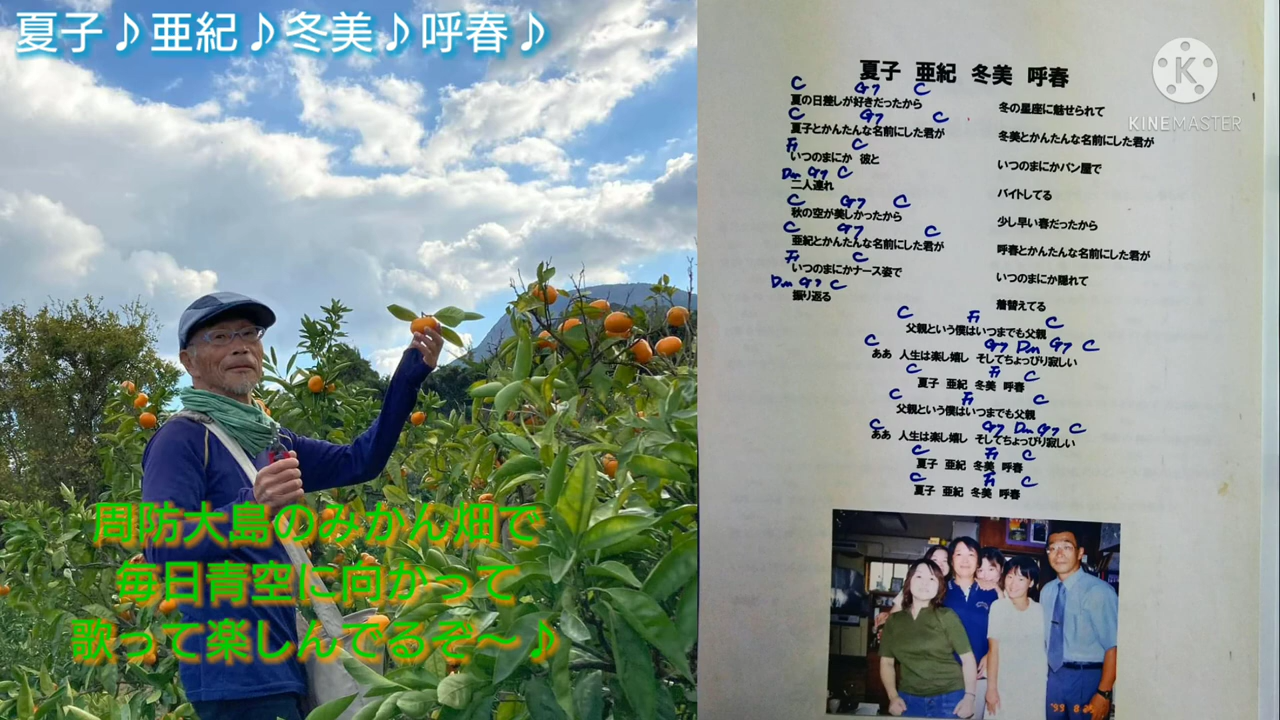 夏子♪亜紀♪冬美♪呼春♪
周防大島のみかん畑で
毎日青空に向かって
歌って楽しんでるぞ～♪
K
KINEMASTER
夏子 亜紀 冬美 呼春
C G7 C
夏の日差しが好きだったから
C G7 C
夏子とかんたんな名前にした君が
F C
いつのまにか 彼と
Dm G7 C
二人連れ
C G7 C
秋の空が美しかったから
C G7 C
亜紀とかんたんな名前にした君が
F C
いつのまにかナース姿で
Dm G7 C
振り返る
冬の星座に魅せられて
冬美とかんたんな名前にした君が
いつのまにかパン屋で
バイトしてる
少し早い春だったから
呼春とかんたんな名前にした君が
いつのまにか隠れて
着替えてる
C F C
父親という僕はいつまでも父親
C G7 Dm G7 C
ああ 人生は楽し嬉し そしてちょっぴり寂しい
C F C
夏子 亜紀 冬美 呼春
C F C
父親という僕はいつまでも父親
C G7 Dm G7 C
ああ 人生は楽し嬉し そしてちょっぴり寂しい
C F C
夏子 亜紀 冬美 呼春
C F C
夏子 亜紀 冬美 呼春